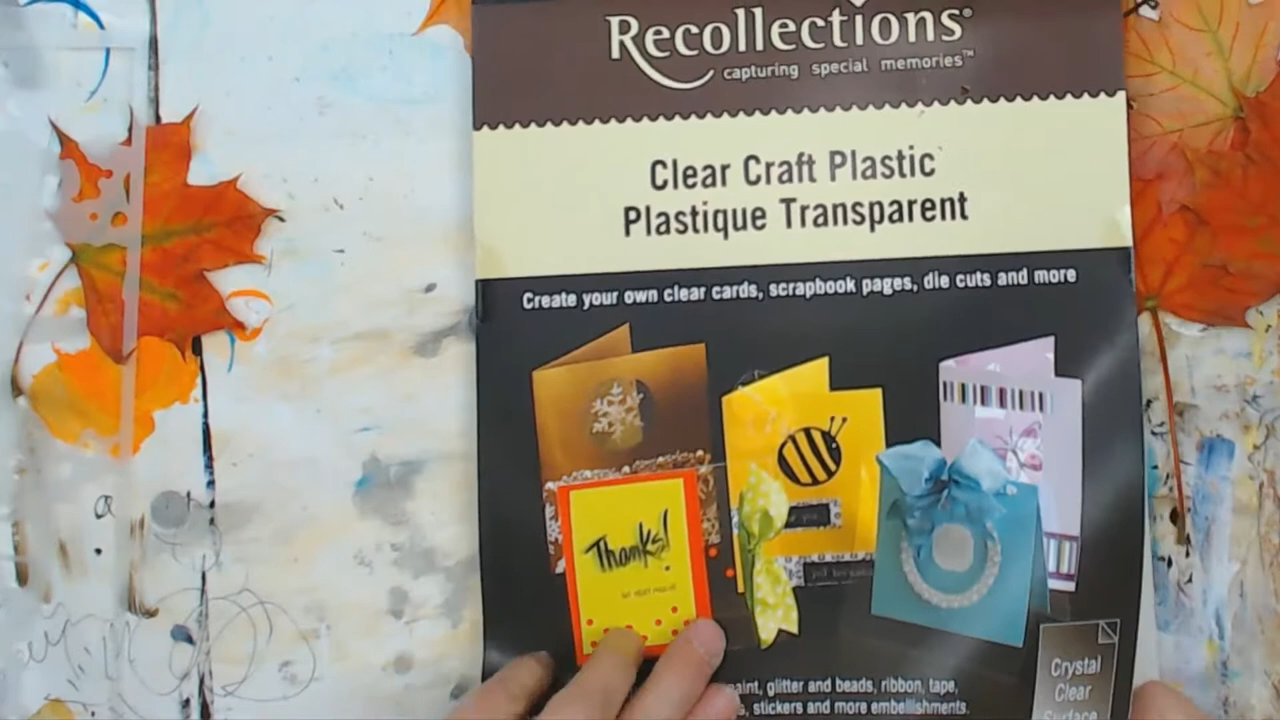 Recollections®
capturing special memories™
Clear Craft Plastic
Plastique Transparent
Create your own clear cards, scrapbook pages, die cuts and more
Thanks!
paint, glitter and beads, ribbon, tape,
stickers and more embellishments.
Crystal
Clear
Surface